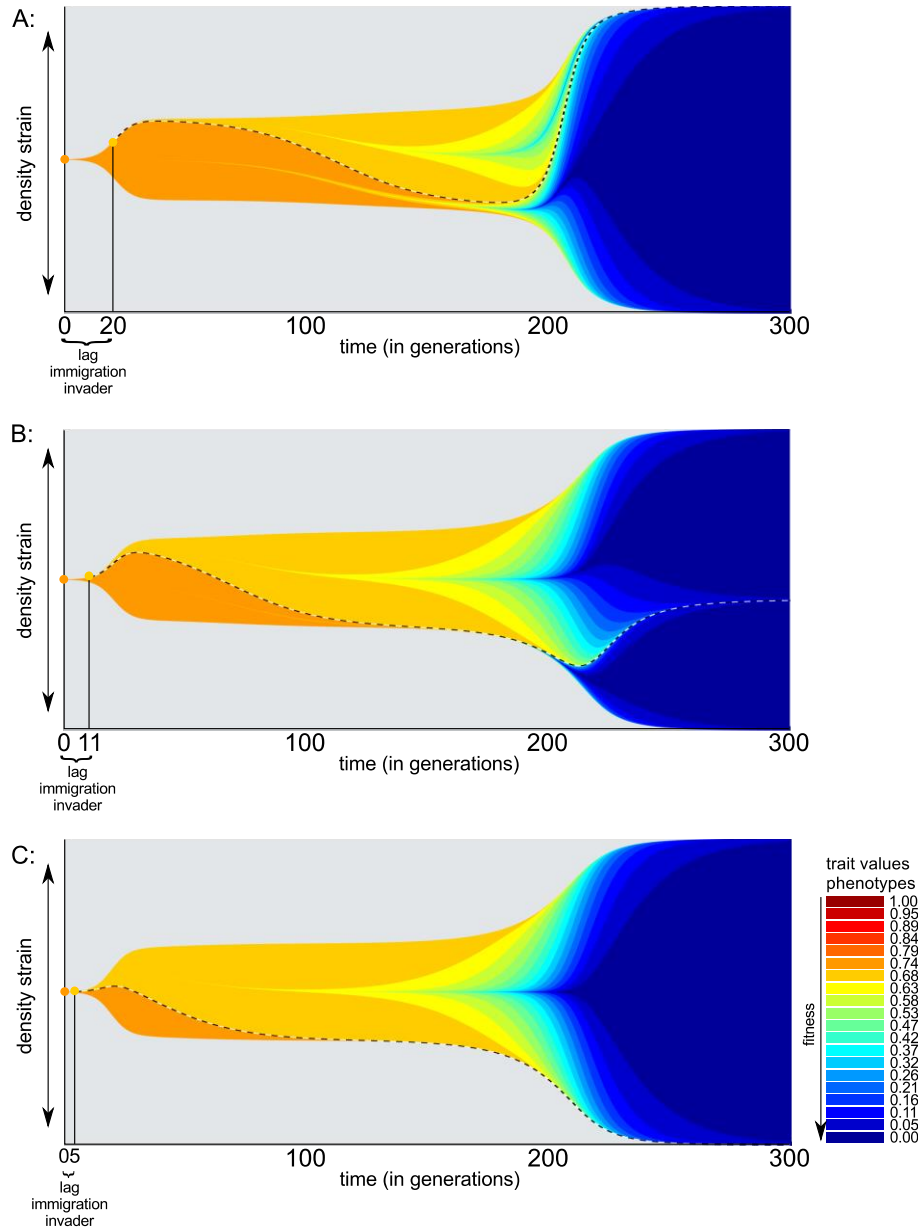 A:
density strain
0 20 100 200 300
time (in generations)
lag
immigration
invader
B:
density strain
0 11 100 200 300
time (in generations)
lag
immigration
invader
C:
density strain
05 100 200 300
time (in generations)
lag
immigration
invader
trait values
phenotypes
fitness
1.00
0.95
0.89
0.84
0.79
0.74
0.68
0.63
0.58
0.53
0.47
0.42
0.37
0.32
0.26
0.21
0.16
0.11
0.05
0.00